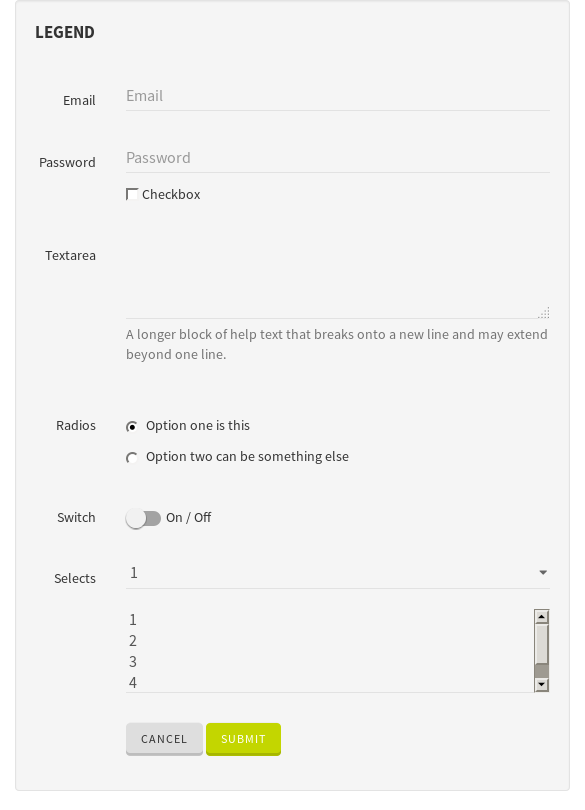 LEGEND
Email Email
Password Password
Checkbox
Textarea
A longer block of help text that breaks onto a new line and may extend
beyond one line.
Radios Option one is this
Option two can be something else
Switch On / Off
Selects 1
1
2
3
4
CANCEL SUBMIT